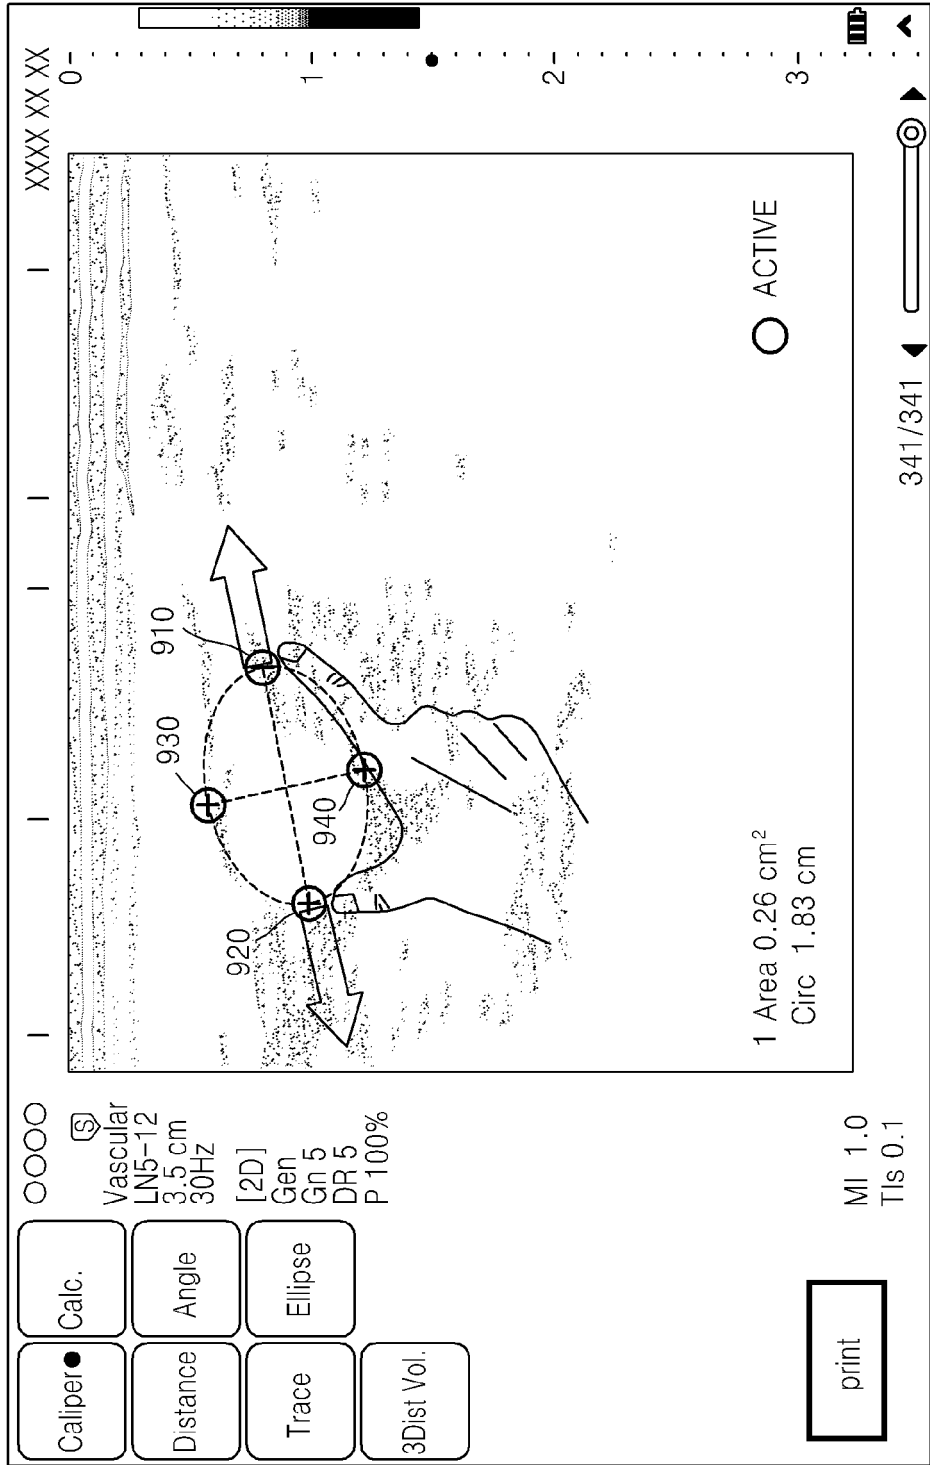 Caliper
Calc.
Distance
Angle
Trace
Ellipse
3Dist Vol.
print
OOOO
S
Vascular
LN5-12
3.5 cm
30Hz
[2D]
Gen
Gn 5
DR 5
P 100%
MI 1.0
TIs 0.1
XXXX XX XX
0
1
2
3
910
920
930
940
ACTIVE
1 Area 0.26 cm²
Circ 1.83 cm
341/341